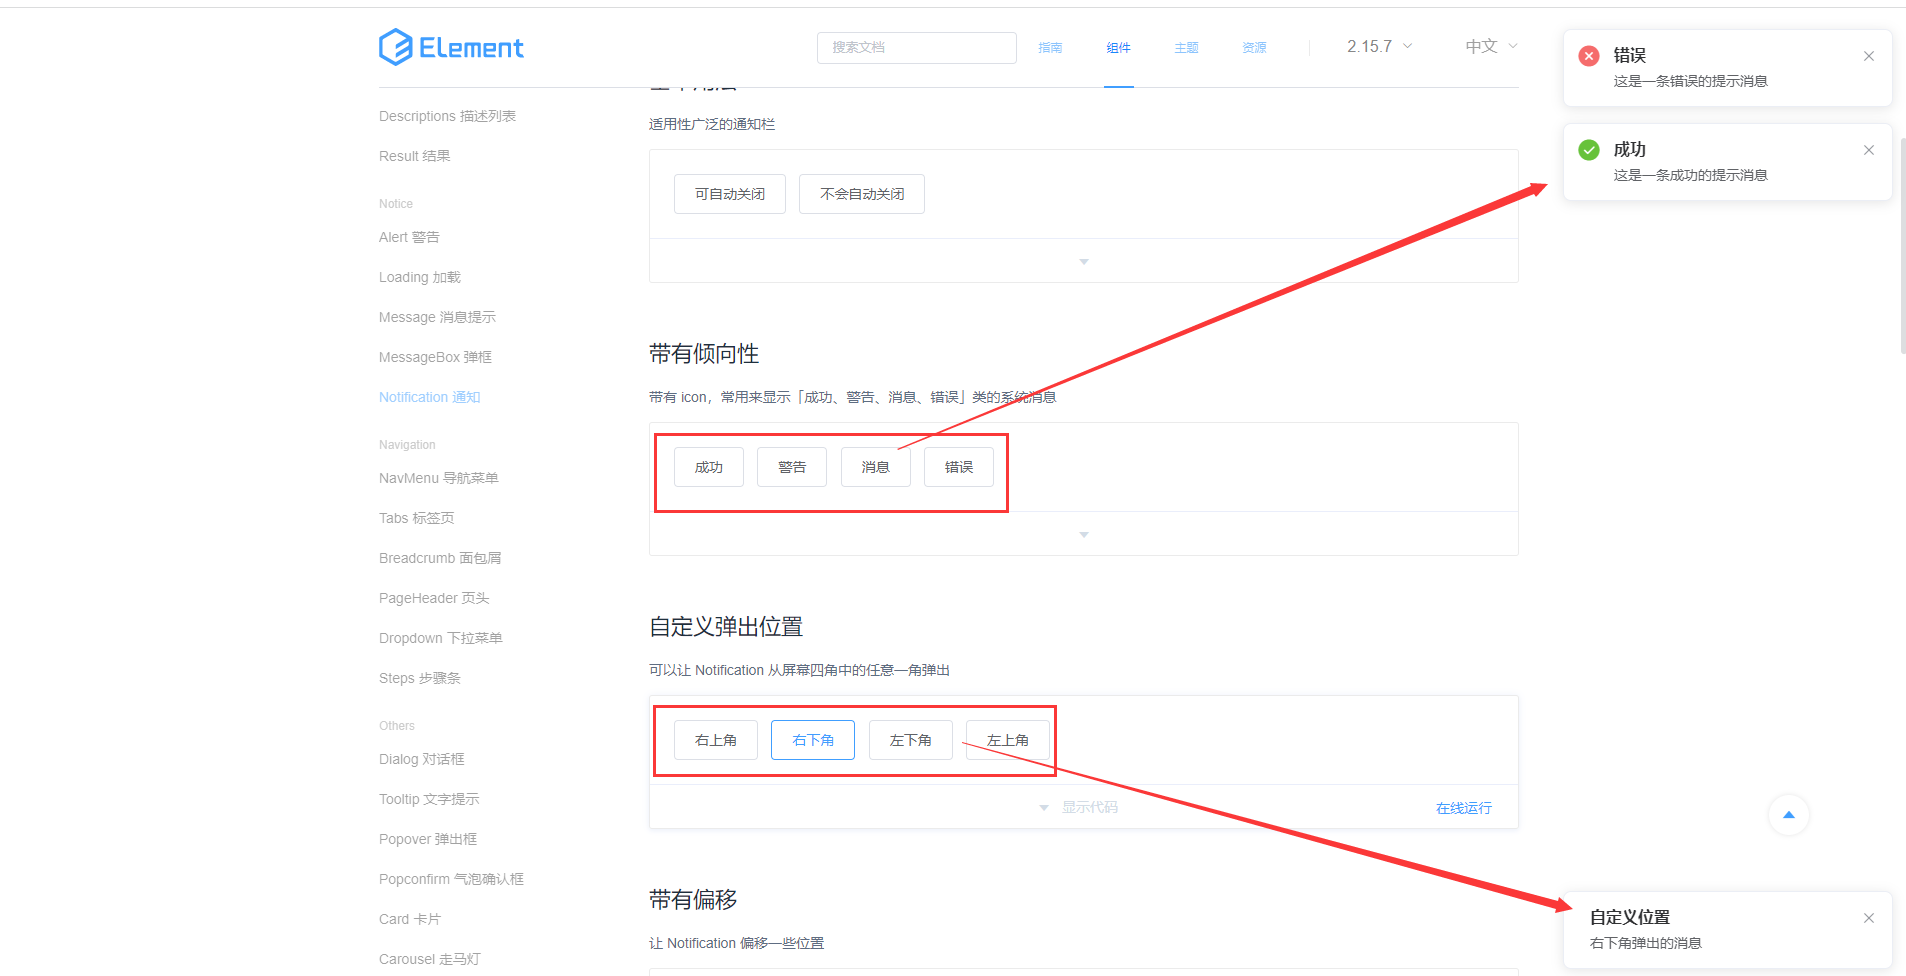 Element
搜索文档
指南
组件
主题
资源
2.15.7
中文
Descriptions 描述列表
Result 结果
Notice
Alert 警告
Loading 加载
Message 消息提示
MessageBox 弹框
Notification 通知
Navigation
NavMenu 导航菜单
Tabs 标签页
Breadcrumb 面包屑
PageHeader 页头
Dropdown 下拉菜单
Steps 步骤条
Others
Dialog 对话框
Tooltip 文字提示
Popover 弹出框
Popconfirm 气泡确认框
Card 卡片
Carousel 走马灯
适用性广泛的通知栏
可自动关闭
不会自动关闭
带有倾向性
带有 icon，常用来显示「成功、警告、消息、错误」类的系统消息
成功
警告
消息
错误
自定义弹出位置
可以让 Notification 从屏幕四角中的任意一角弹出
右上角
右下角
左下角
左上角
显示代码
在线运行
带有偏移
让 Notification 偏移一些位置
错误
这是一条错误的提示消息
成功
这是一条成功的提示消息
自定义位置
右下角弹出的消息